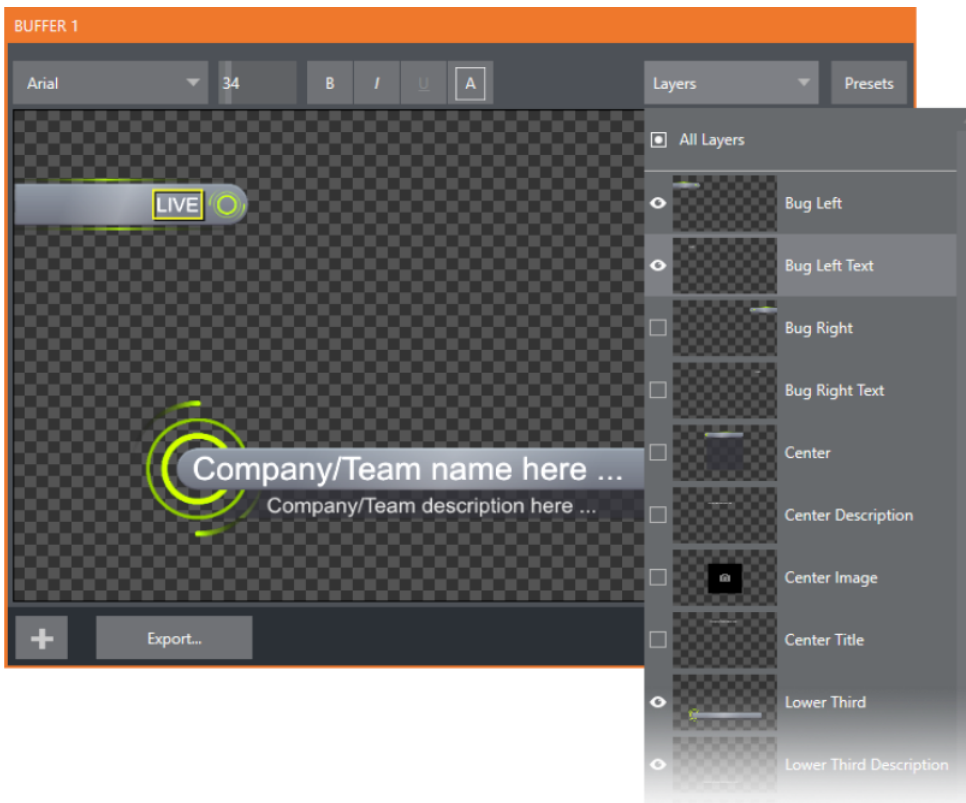 BUFFER 1
Arial 34 B I U A Layers Presets
All Layers
LIVE
Bug Left
Bug Left Text
Bug Right
Bug Right Text
Center
Company/Team name here ...
Company/Team description here ...
Center Description
Center Image
Export... Center Title
Lower Third
Lower Third Description